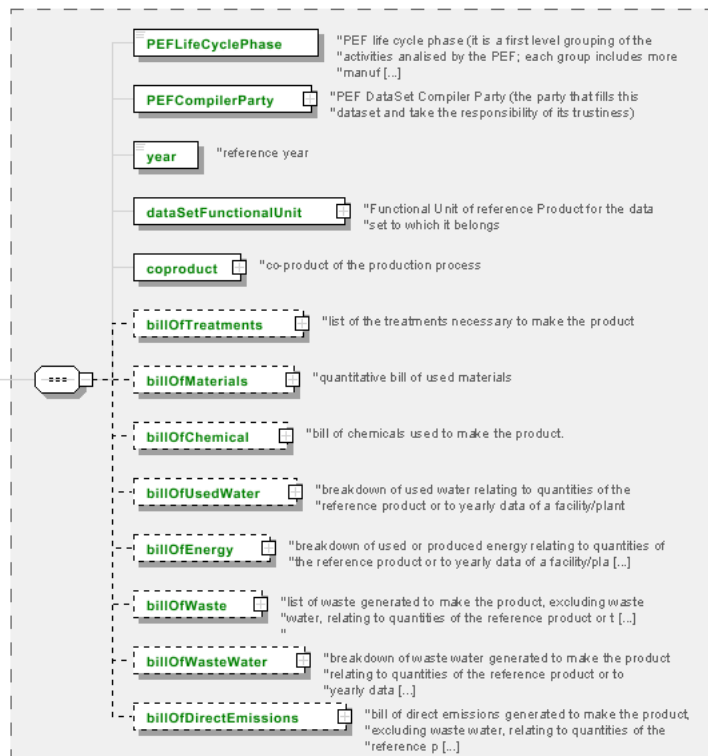 PEFLifeCyclePhase
"PEF life cycle phase (it is a first level grouping of the
"activities analised by the PEF; each group includes more
"manuf [...]
PEFCompilerParty
"PEF DataSet Compiler Party (the party that fills this
"dataset and take the responsibility of its trustiness)
year
"reference year
dataSetFunctionalUnit
"Functional Unit of reference Product for the data
"set to which it belongs
coproduct
"co-product of the production process
billOfTreatments
"list of the treatments necessary to make the product
billOfMaterials
"quantitative bill of used materials
billOfChemical
"bill of chemicals used to make the product.
billOfUsedWater
"breakdown of used water relating to quantities of the
"reference product or to yearly data of a facility/plant
billOfEnergy
"breakdown of used or produced energy relating to quantities of
"the reference product or to yearly data of a facility/pla [...]
billOfWaste
"list of waste generated to make the product, excluding waste
"water, relating to quantities of the reference product or t [...]
"
billOfWasteWater
"breakdown of waste water generated to make the product
"relating to quantities of the reference product or to
"yearly data [...]
billOfDirectEmissions
"bill of direct emissions generated to make the product,
"excluding waste water, relating to quantities of the
"reference p [...]